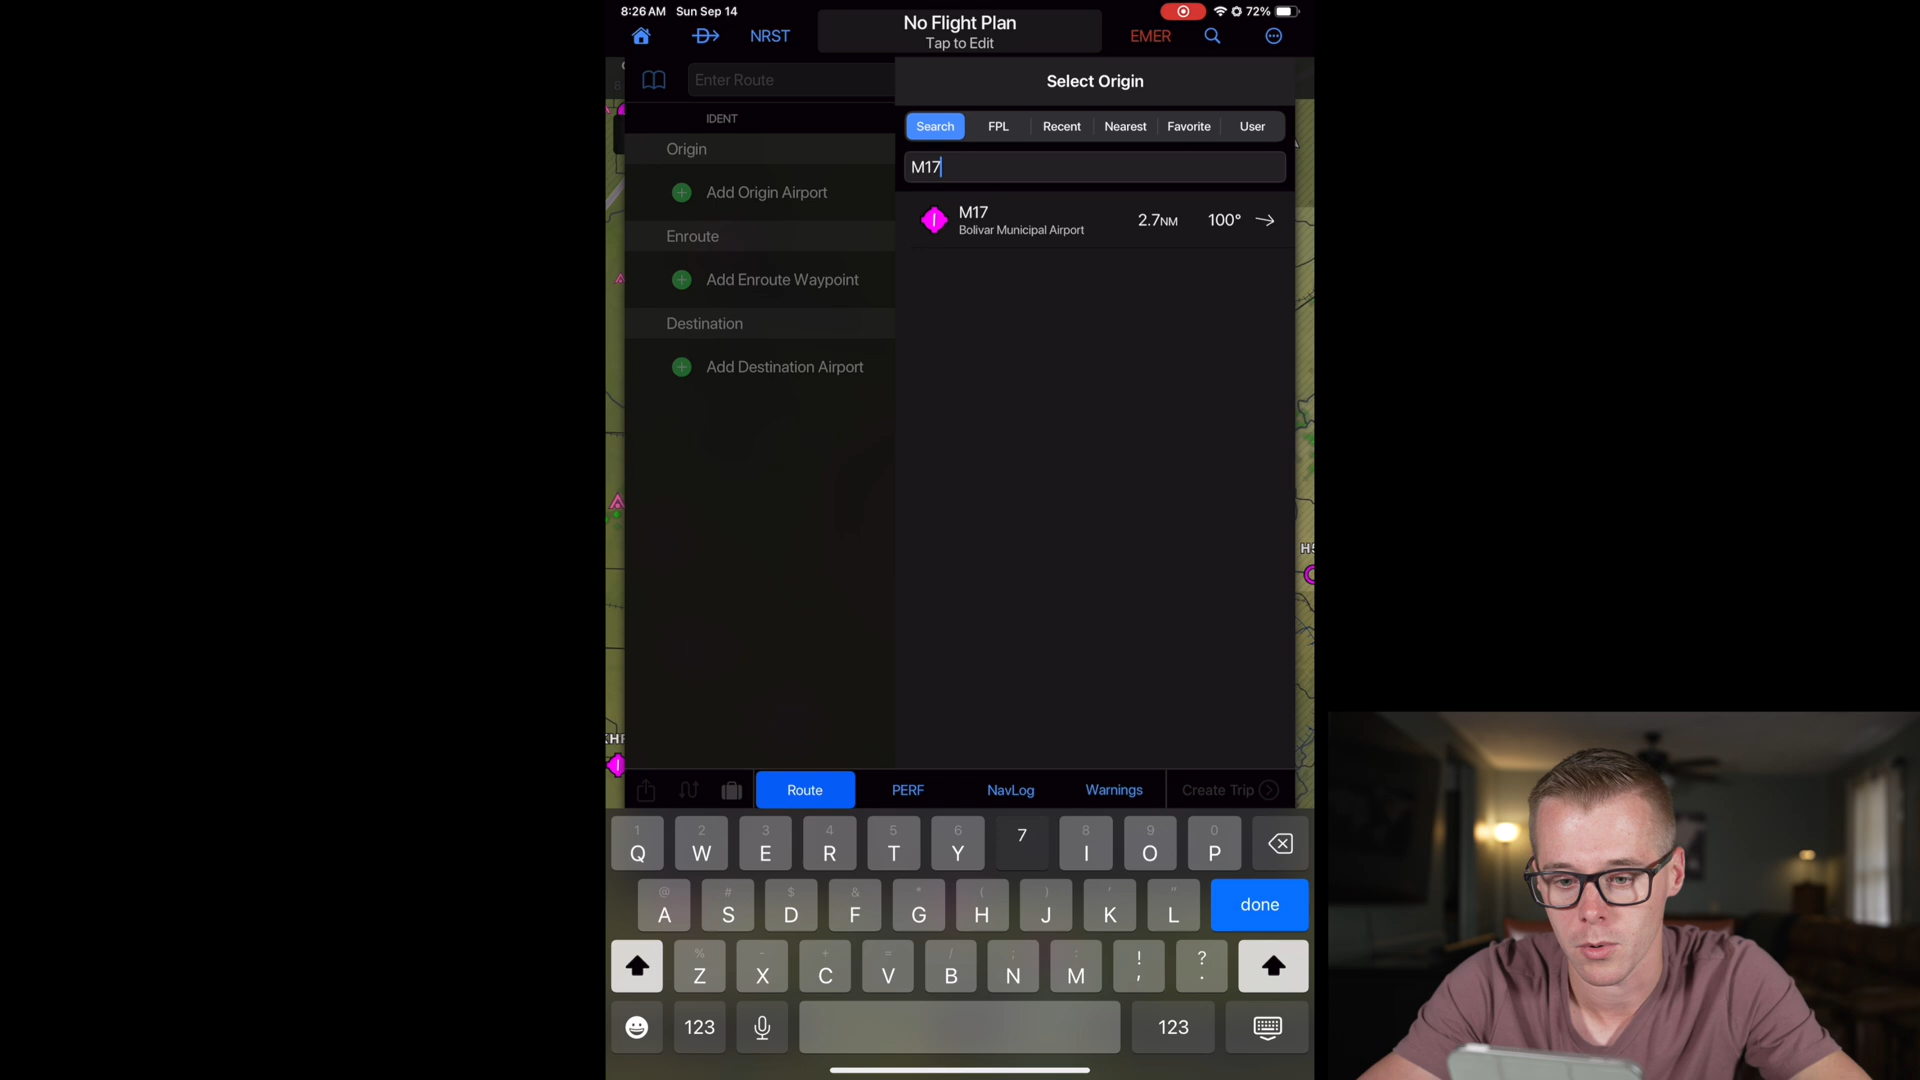 8:26 AM Sun Sep 14
72%
NRST
No Flight Plan
Tap to Edit
EMER
Enter Route
Select Origin
IDENT
Search FPL Recent Nearest Favorite User
Origin
M17
Add Origin Airport
M17
Bolivar Municipal Airport
2.7NM 100°
Enroute
Add Enroute Waypoint
Destination
Add Destination Airport
Route PERF NavLog Warnings Create Trip
1 2 3 4 5 6 7 8 9 0
Q W E R T Y I O P
@ # $ & * ( ) ' "
A S D F G H J K L done
% - + = / ; : ! ?
Z X C V B N M , .
123 123